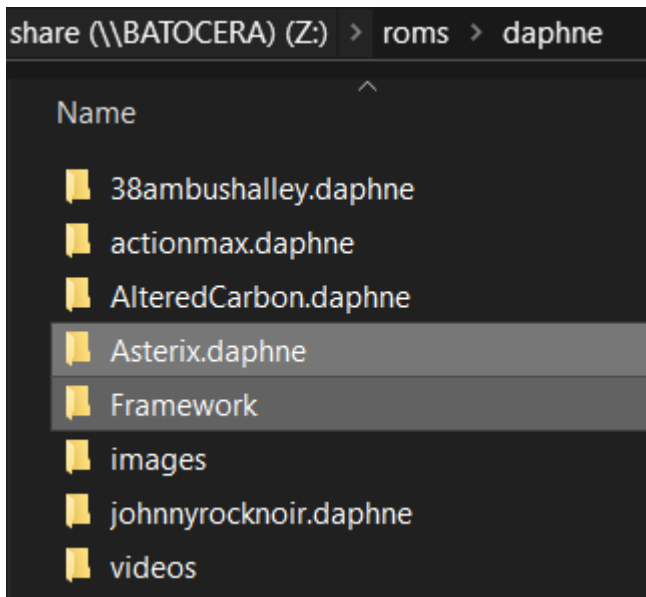 share (\\BATOCERA) (Z:) > roms > daphne
Name
38ambushalley.daphne
actionmax.daphne
AlteredCarbon.daphne
Asterix.daphne
Framework
images
johnnyrocknoir.daphne
videos